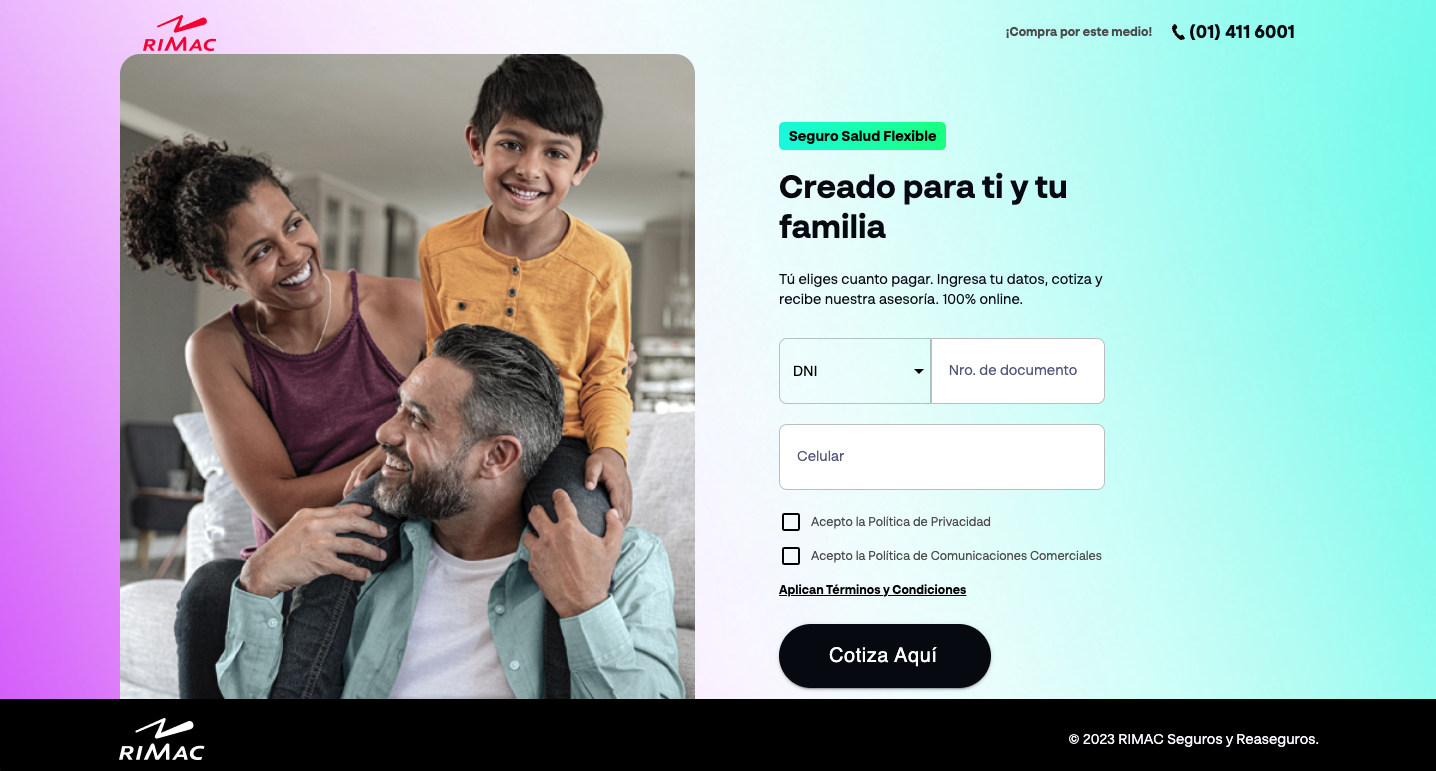 RIMAC
¡Compra por este medio!
(01) 411 6001
Seguro Salud Flexible
Creado para ti y tu
familia
Tú eliges cuanto pagar. Ingresa tu datos, cotiza y
recibe nuestra asesoría. 100% online.
DNI
Nro. de documento
Celular
Acepto la Política de Privacidad
Acepto la Política de Comunicaciones Comerciales
Aplican Términos y Condiciones
Cotiza Aquí
RIMAC
© 2023 RIMAC Seguros y Reaseguros.